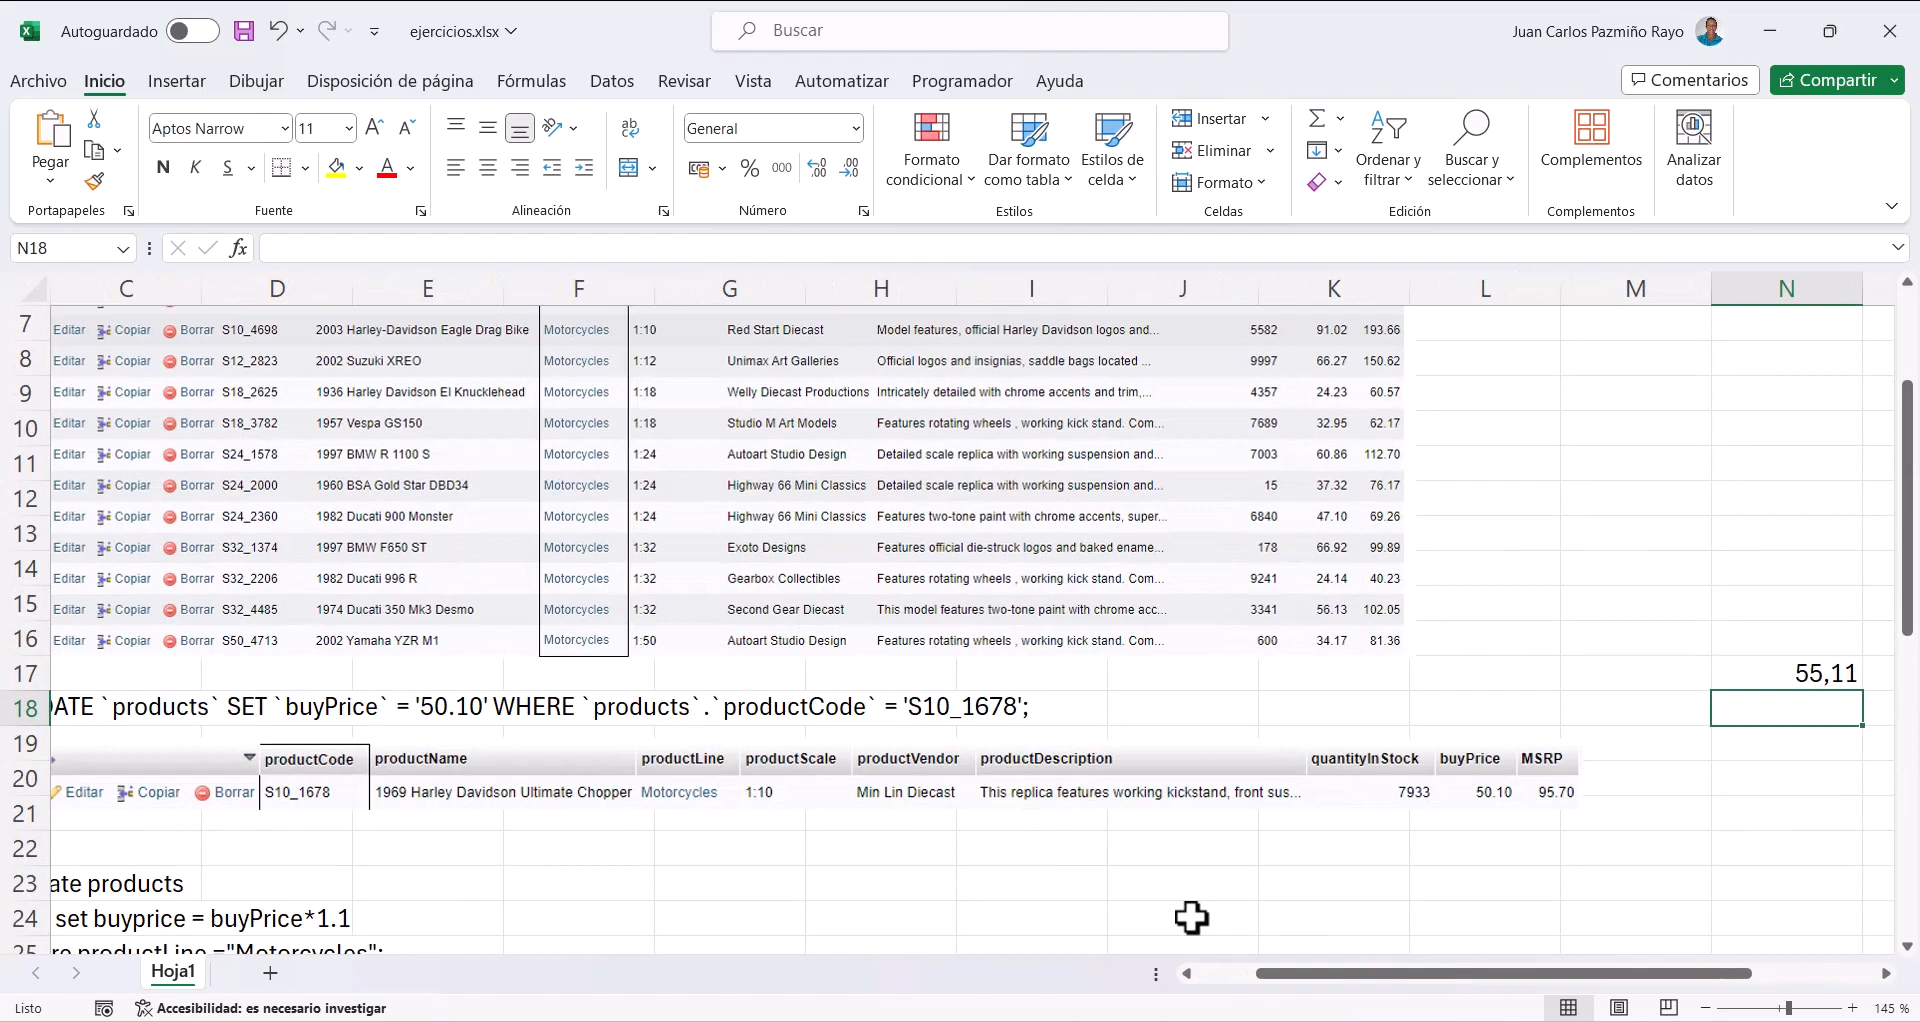 Autoguardado
ejercicios.xlsx
Buscar
Juan Carlos Pazmiño Rayo
Archivo Inicio Insertar Dibujar Disposición de página Fórmulas Datos Revisar Vista Automatizar Programador Ayuda
Comentarios Compartir
Pegar
Aptos Narrow 11
N K S
ab
General
% 000
Formato condicional
Dar formato como tabla
Estilos de celda
Insertar
Eliminar
Formato
Ordenar y filtrar
Buscar y seleccionar
Complementos
Analizar datos
Portapapeles Fuente Alineación Número Estilos Celdas Edición Complementos
N18 fx
C D E F G H I J K L M N
7 Editar Copiar Borrar S10_4698 2003 Harley-Davidson Eagle Drag Bike Motorcycles 1:10 Red Start Diecast Model features, official Harley Davidson logos and... 5582 91.02 193.66
8 Editar Copiar Borrar S12_2823 2002 Suzuki XREO Motorcycles 1:12 Unimax Art Galleries Official logos and insignias, saddle bags located ... 9997 66.27 150.62
9 Editar Copiar Borrar S18_2625 1936 Harley Davidson El Knucklehead Motorcycles 1:18 Welly Diecast Productions Intricately detailed with chrome accents and trim,... 4357 24.23 60.57
10 Editar Copiar Borrar S18_3782 1957 Vespa GS150 Motorcycles 1:18 Studio M Art Models Features rotating wheels , working kick stand. Com... 7689 32.95 62.17
11 Editar Copiar Borrar S24_1578 1997 BMW R 1100 S Motorcycles 1:24 Autoart Studio Design Detailed scale replica with working suspension and... 7003 60.86 112.70
12 Editar Copiar Borrar S24_2000 1960 BSA Gold Star DBD34 Motorcycles 1:24 Highway 66 Mini Classics Detailed scale replica with working suspension and... 15 37.32 76.17
13 Editar Copiar Borrar S24_2360 1982 Ducati 900 Monster Motorcycles 1:24 Highway 66 Mini Classics Features two-tone paint with chrome accents, super... 6840 47.10 69.26
14 Editar Copiar Borrar S32_1374 1997 BMW F650 ST Motorcycles 1:32 Exoto Designs Features official die-struck logos and baked ename... 178 66.92 99.89
15 Editar Copiar Borrar S32_2206 1982 Ducati 996 R Motorcycles 1:32 Gearbox Collectibles Features rotating wheels , working kick stand. Com... 9241 24.14 40.23
16 Editar Copiar Borrar S32_4485 1974 Ducati 350 Mk3 Desmo Motorcycles 1:32 Second Gear Diecast This model features two-tone paint with chrome acc... 3341 56.13 102.05
Editar Copiar Borrar S50_4713 2002 Yamaha YZR M1 Motorcycles 1:50 Autoart Studio Design Features rotating wheels , working kick stand. Com... 600 34.17 81.36
17 55,11
18 DATE `products` SET `buyPrice` = '50.10' WHERE `products`.`productCode` = 'S10_1678';
19 productCode productName productLine productScale productVendor productDescription quantityInStock buyPrice MSRP
20 Editar Copiar Borrar S10_1678 1969 Harley Davidson Ultimate Chopper Motorcycles 1:10 Min Lin Diecast This replica features working kickstand, front sus... 7933 50.10 95.70
21
22
23 ate products
24 set buyprice = buyPrice*1.1
25 re productLine ="Motorcycles";
Hoja1
Listo Accesibilidad: es necesario investigar 145 %